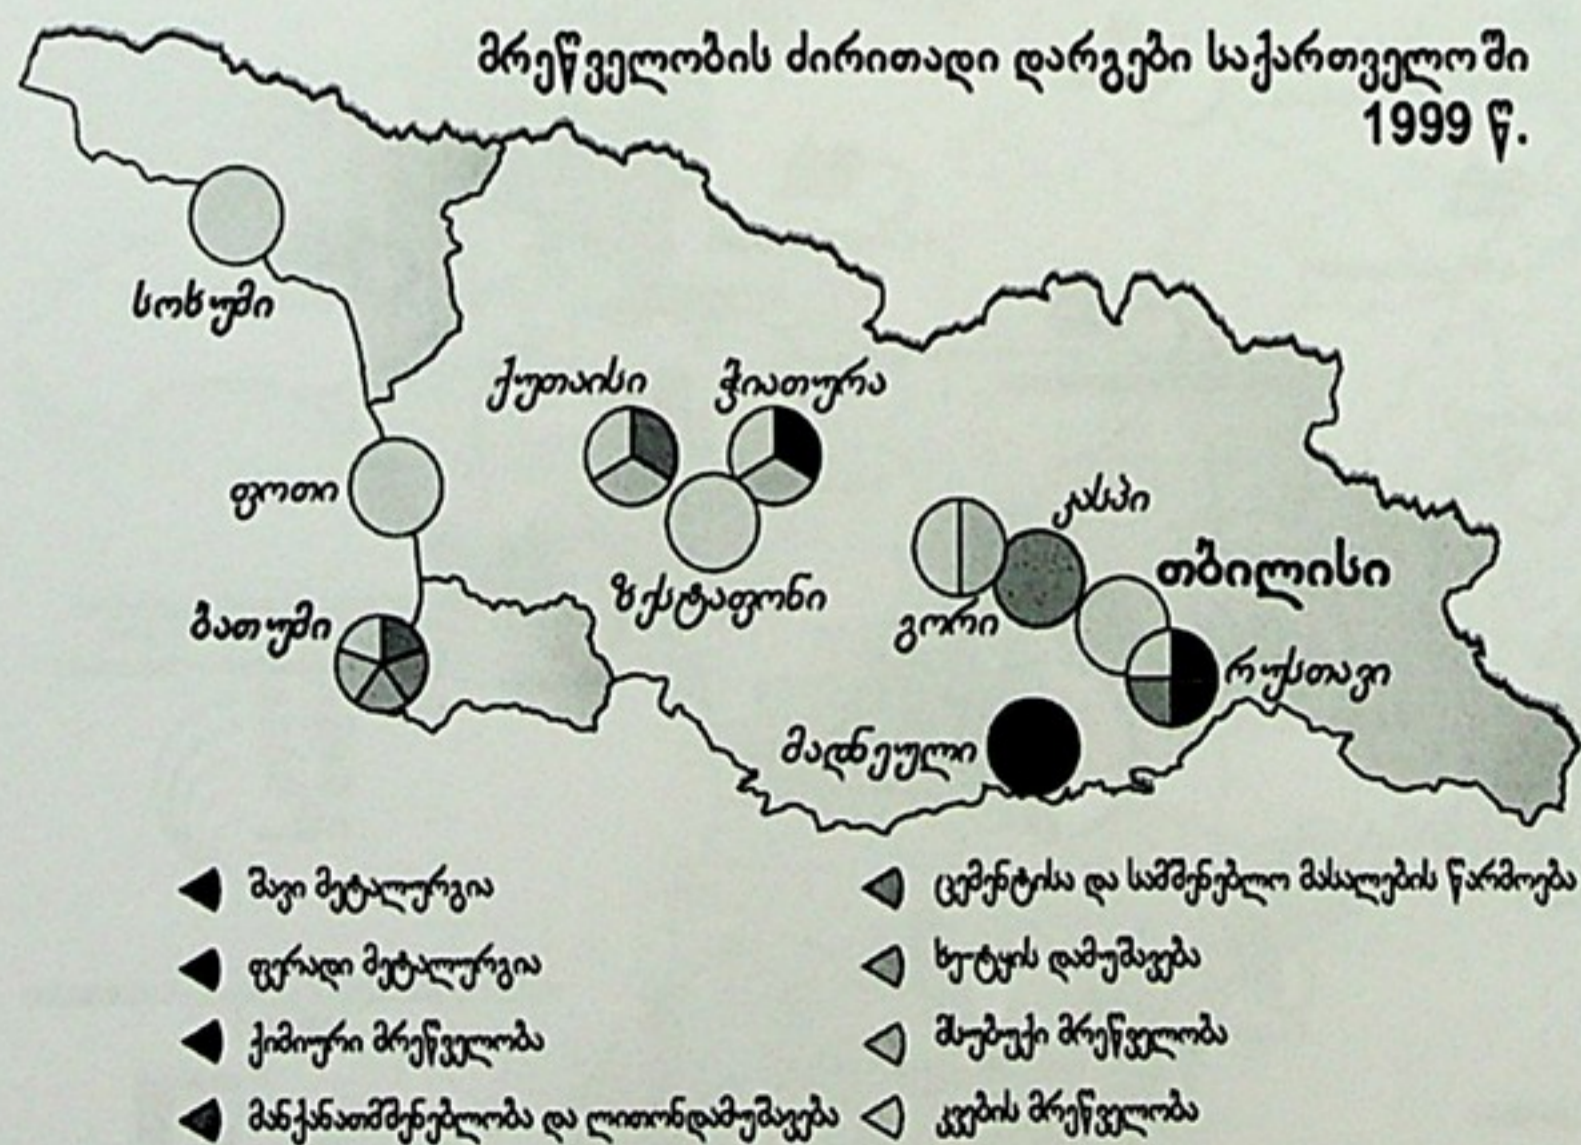 მრეწველობის ძირითადი დარგები საქართველოში
1999 წ.
სოხუმი
ქუთაისი
ჭიათურა
ფოთი
კასპი
ზესტაფონი
თბილისი
ბათუმი
გორი
რუსთავი
მადნეული
შავი მეტალურგია
ფერადი მეტალურგია
ქიმიური მრეწველობა
მანქანათმშენებლობა და ლითონდამუშავება
ცემენტისა და სამშენებლო მასალების წარმოება
ხე-ტყის დამუშავება
მსუბუქი მრეწველობა
კვების მრეწველობა